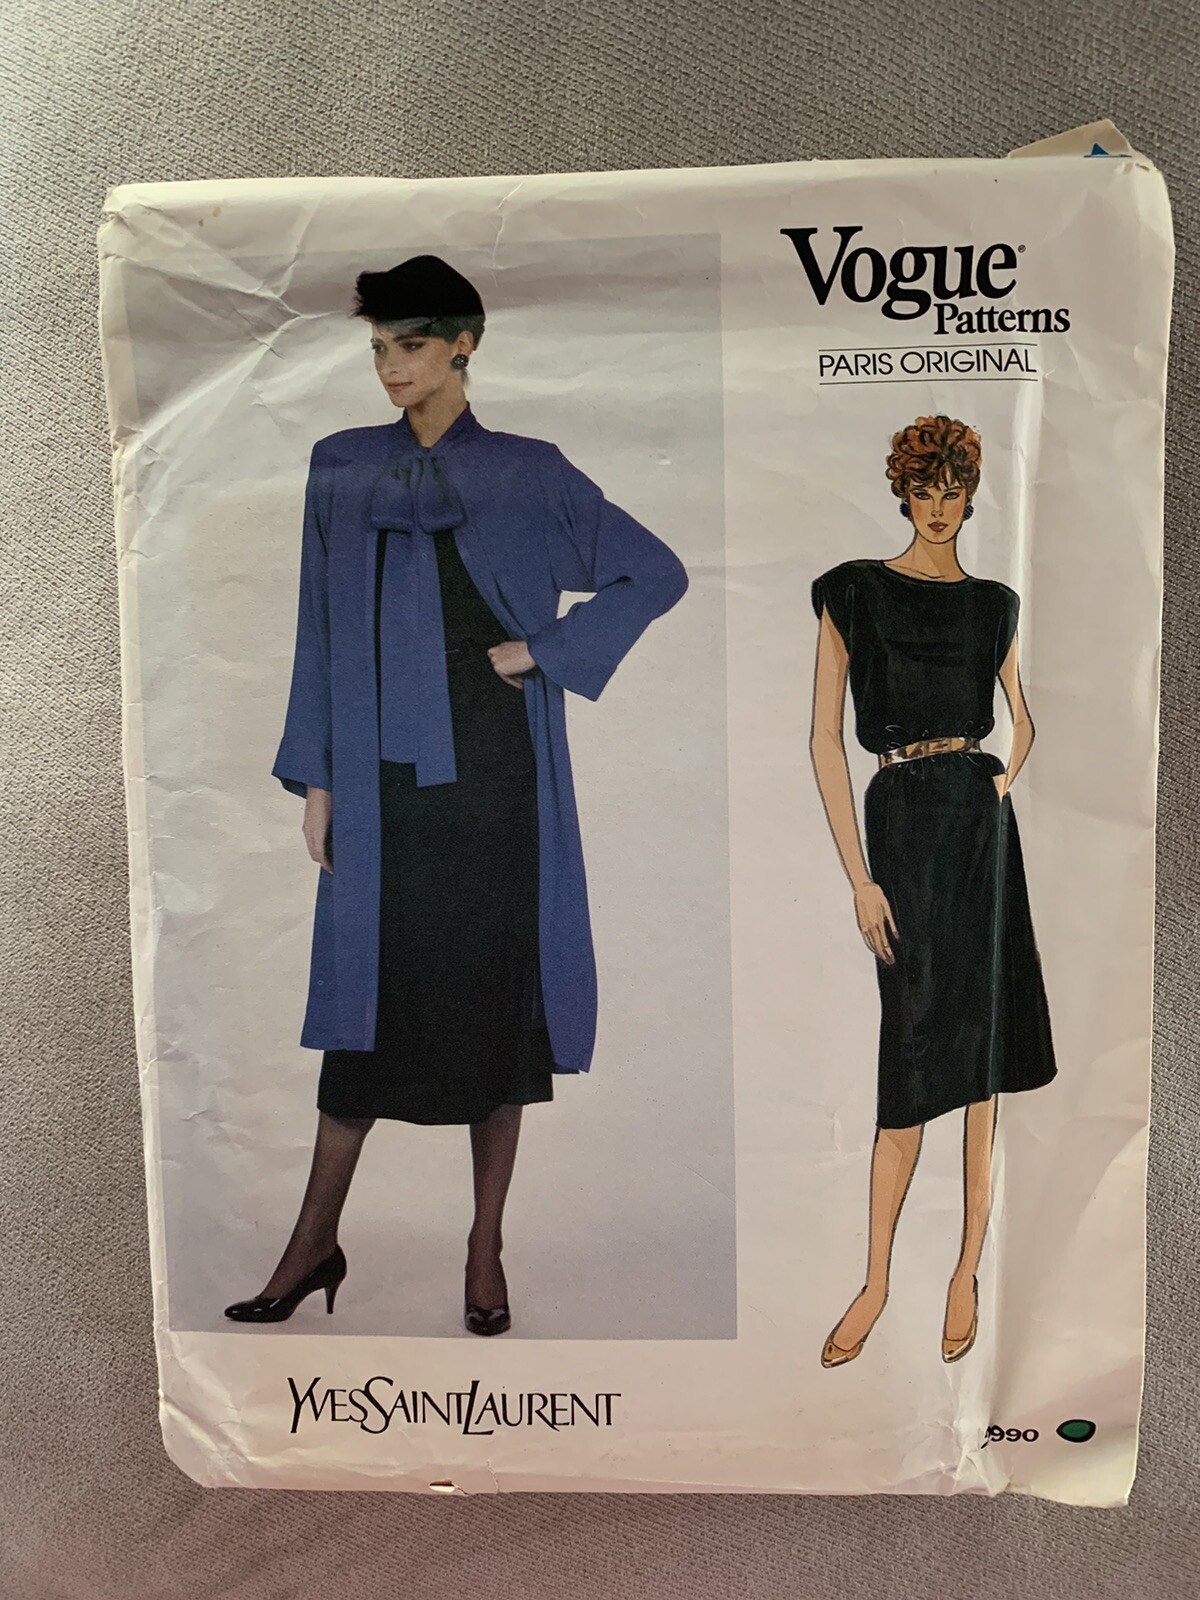 Vogue®
Patterns
PARIS ORIGINAL
YVESSAINTLAURENT
990